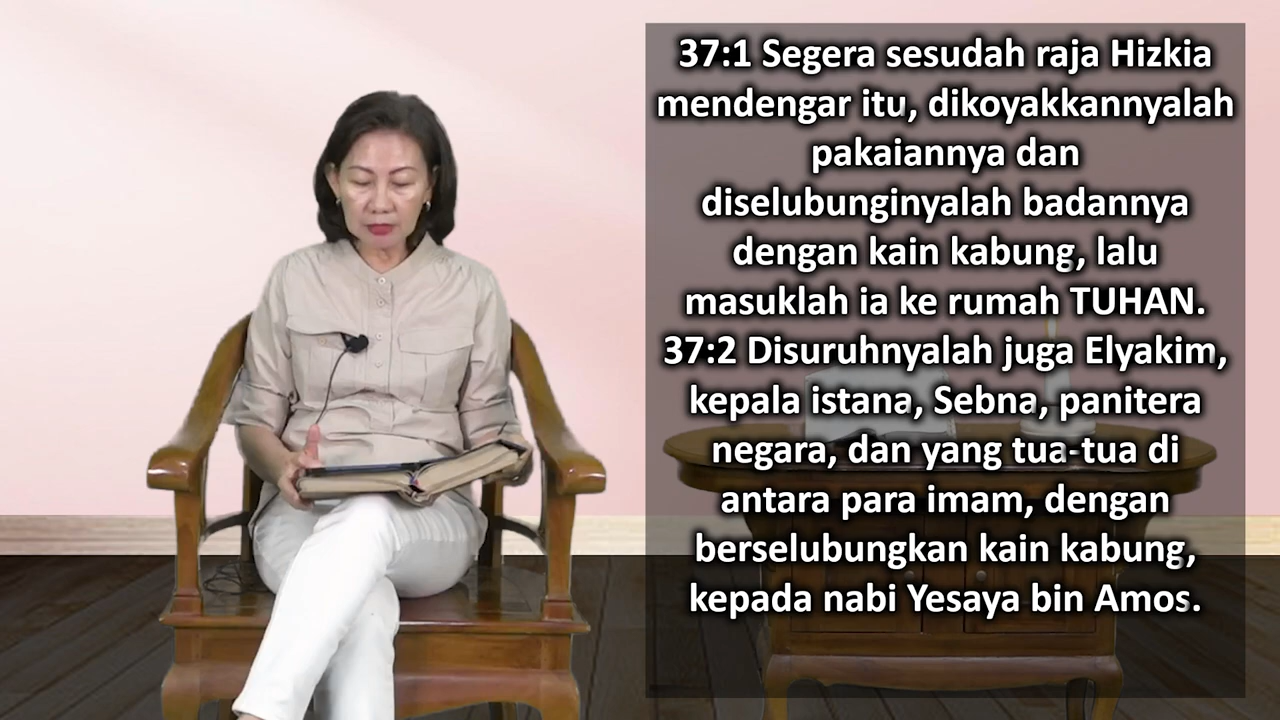 37:1 Segera sesudah raja Hizkia
mendengar itu, dikoyakkannyalah
pakaiannya dan
diselubunginyalah badannya
dengan kain kabung, lalu
masuklah ia ke rumah TUHAN.
37:2 Disuruhnyalah juga Elyakim,
kepala istana, Sebna, panitera
negara, dan yang tua-tua di
antara para imam, dengan
berselubungkan kain kabung,
kepada nabi Yesaya bin Amos.